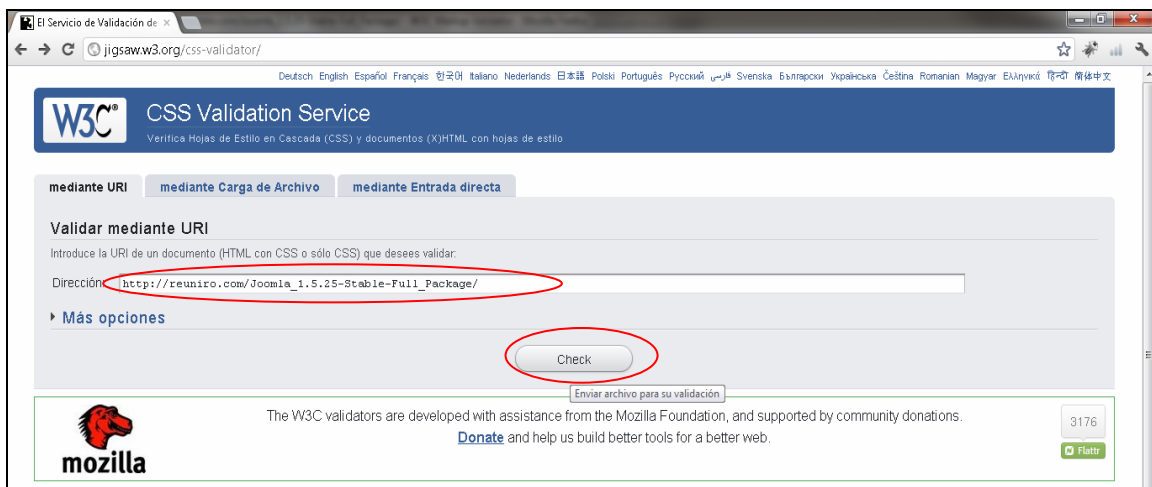 El Servicio de Validación de
jigsaw.w3.org/css-validator/
Deutsch English Español Français 한국어 Italiano Nederlands 日本語 Polski Português Русский فارسی Svenska Български Українська Čeština Romanian Magyar Ελληνικά हिन्दी 简体中文
W3C®
CSS Validation Service
Verifica Hojas de Estilo en Cascada (CSS) y documentos (X)HTML con hojas de estilo
mediante URI
mediante Carga de Archivo
mediante Entrada directa
Validar mediante URI
Introduce la URI de un documento (HTML con CSS o sólo CSS) que desees validar:
Dirección: http://reuniro.com/Joomla_1.5.25-Stable-Full_Package/
Más opciones
Check
Enviar archivo para su validación
The W3C validators are developed with assistance from the Mozilla Foundation, and supported by community donations.
Donate and help us build better tools for a better web.
mozilla
3176
Flattr